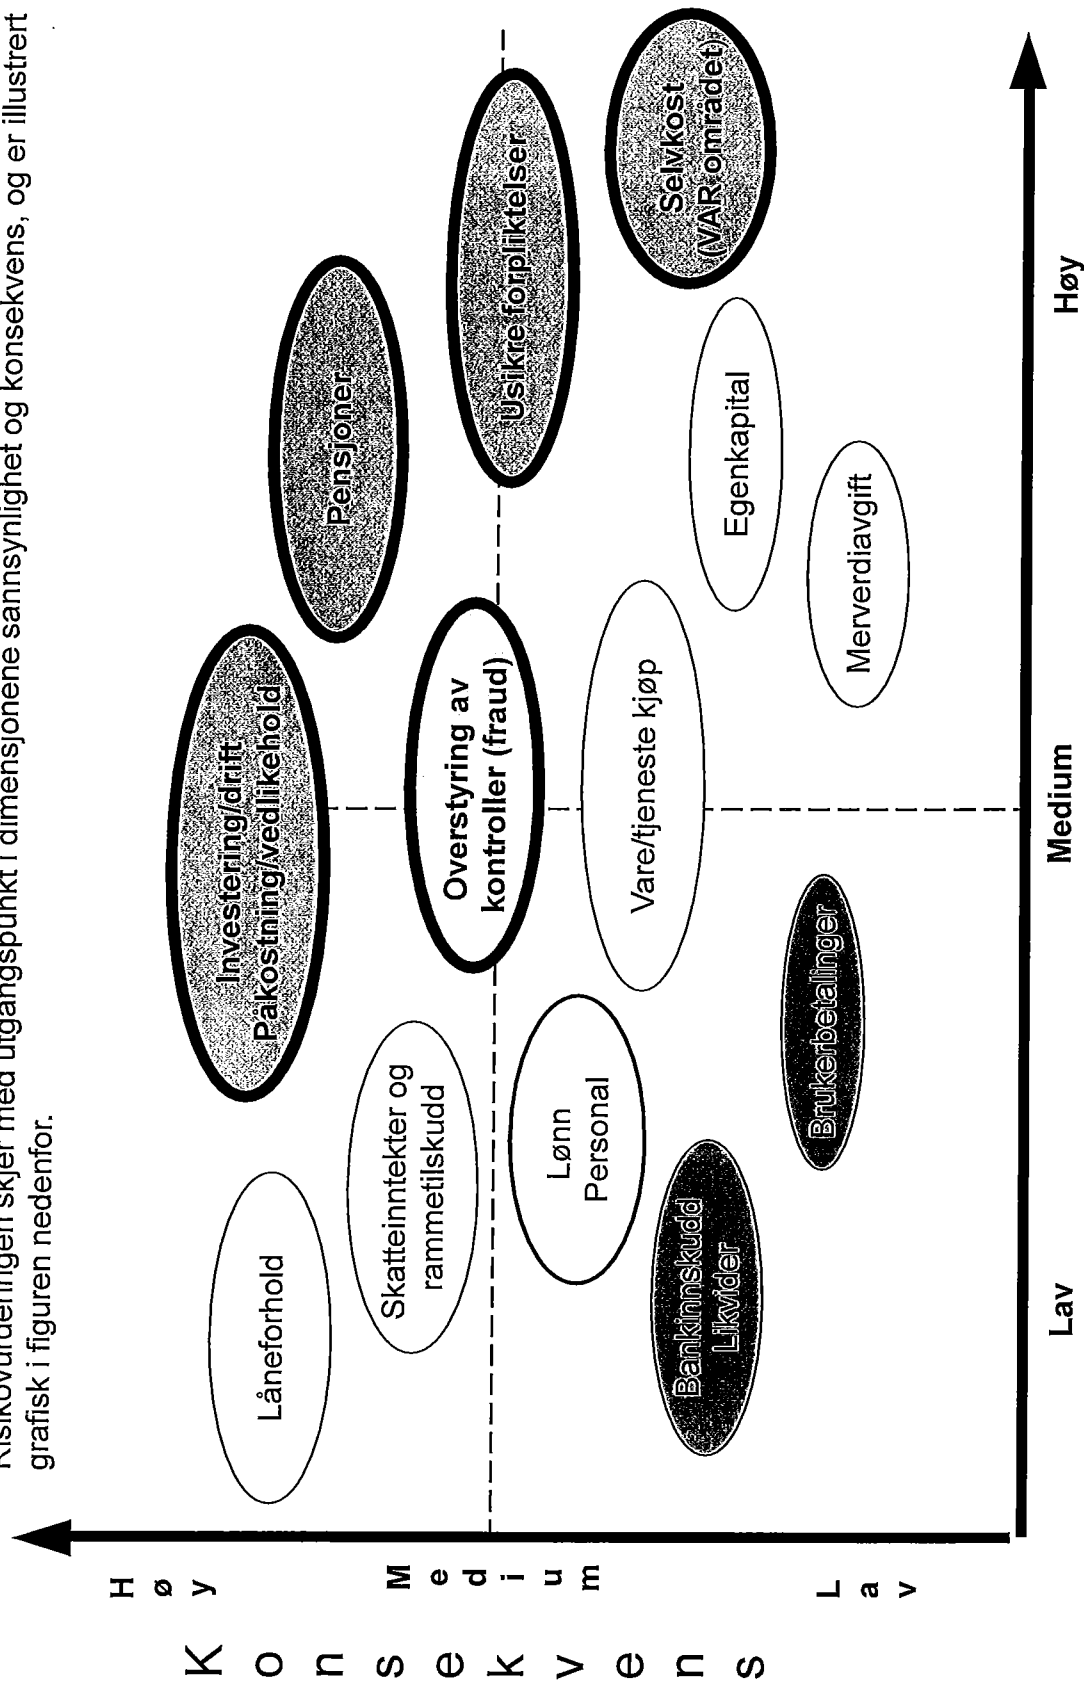 Risikovurderingen skjer med utgangspunkt i dimensjonene sannsynlighet og konsekvens, og er illustrert
grafisk i figuren nedenfor.
Høy
Medium
Lav
Konsekvens
Investering/drift
Påkostning/vedlikehold
Låneforhold
Pensjoner
Skatteinntekter og
rammetilskudd
Overstyring av
kontroller (fraud)
Usikre forpliktelser
Lønn
Personal
Vare/tjeneste kjøp
Selvkost
(VAR området)
Bankinnskudd
Likvider
Egenkapital
Brukerbetalinger
Merverdiavgift
Lav
Medium
Høy